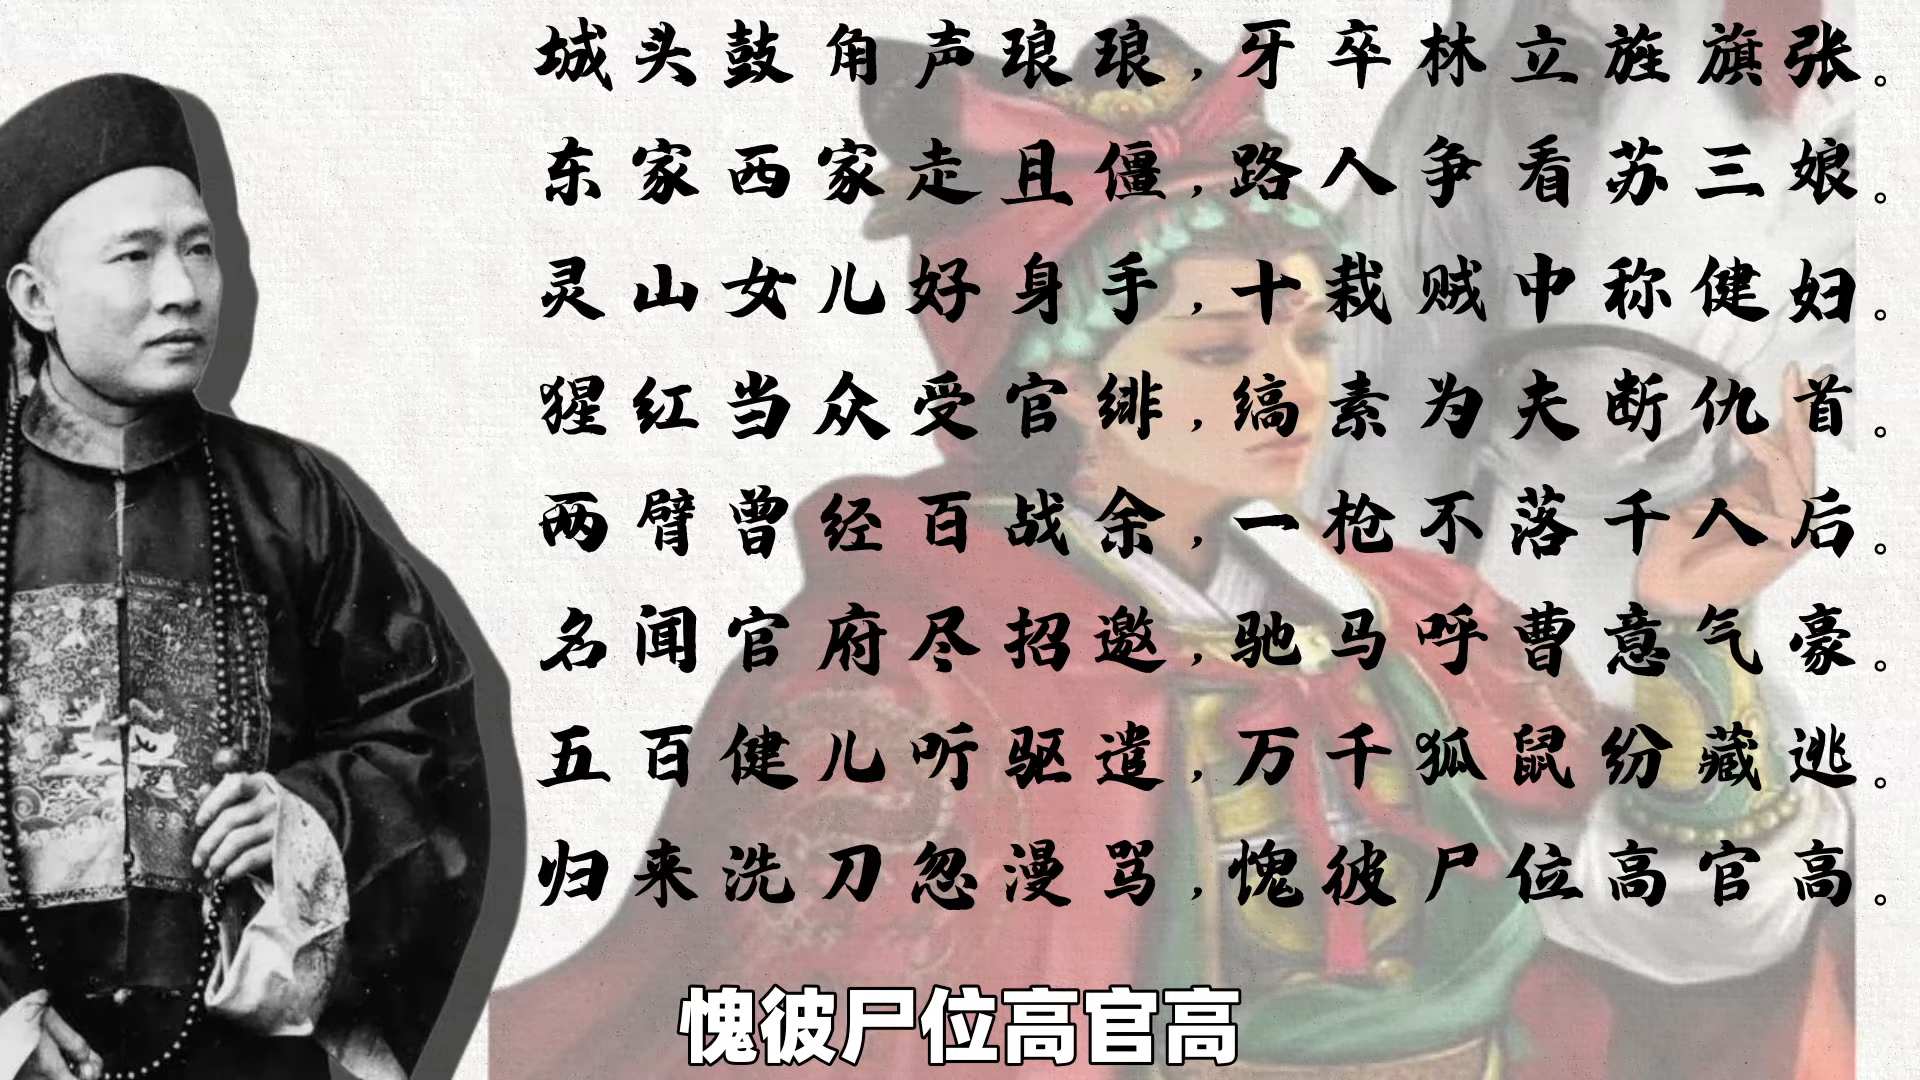 城头鼓角声琅琅,牙卒林立旌旗张。
东家西家走且僵,路人争看苏三娘。
灵山女儿好身手,十载贼中称健妇。
猩红当众受官绯,缟素为夫断仇首。
两臂曾经百战余,一枪不落千人后。
名闻官府尽招邀,驰马呼曹意气豪。
五百健儿听驱遣,万千狐鼠纷藏逃。
归来洗刀忽漫骂,愧彼尸位高官高。
愧彼尸位高官高